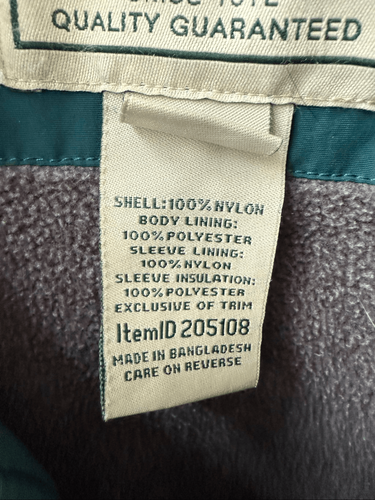 QUALITY GUARANTEED
SHELL:100% NYLON
BODY LINING:
100% POLYESTER
SLEEVE LINING:
100% NYLON
SLEEVE INSULATION:
100% POLYESTER
EXCLUSIVE OF TRIM
ItemID 205108
MADE IN BANGLADESH
CARE ON REVERSE